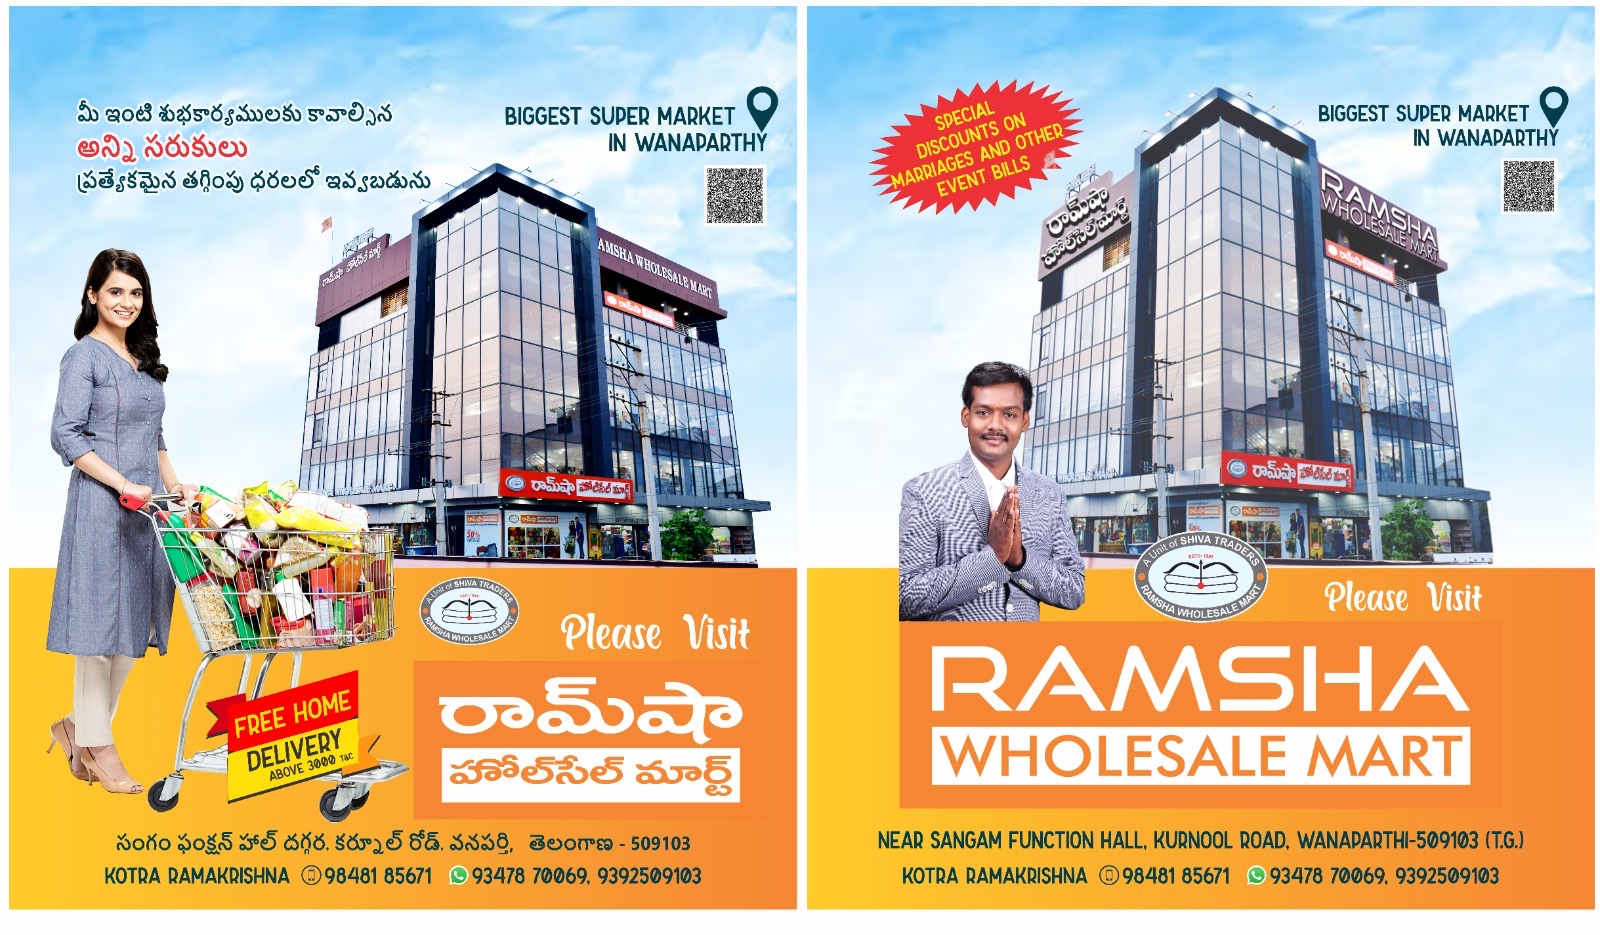 మీ ఇంటి శుభకార్యములకు కావాల్సిన
అన్ని సరుకులు
ప్రత్యేకమైన తగ్గింపు ధరలలో ఇవ్వబడును
BIGGEST SUPER MARKET
IN WANAPARTHY
రామ్‌షా హోల్‌సేల్ మార్ట్
AMSHA WHOLESALE MART
రామ్‌షా
రామ్‌షా హోల్‌సేల్ మార్ట్
A Unit of SHIVA TRADERS
RAMSHA WHOLESALE MART
Please Visit
రామ్‌షా
హోల్‌సేల్ మార్ట్
FREE HOME
DELIVERY
ABOVE 3000 T&C
సంగం ఫంక్షన్ హాల్ దగ్గర. కర్నూల్ రోడ్. వనపర్తి, తెలంగాణ - 509103
KOTRA RAMAKRISHNA 98481 85671 93478 70069, 9392509103
SPECIAL
DISCOUNTS ON
MARRIAGES AND OTHER
EVENT BILLS
BIGGEST SUPER MARKET
IN WANAPARTHY
రామ్‌షా
హోల్‌సేల్ మార్ట్
RAMSHA
WHOLESALE MART
రామ్‌షా
రామ్‌షా హోల్‌సేల్ మార్ట్
A Unit of SHIVA TRADERS
RAMSHA WHOLESALE MART
Please Visit
RAMSHA
WHOLESALE MART
NEAR SANGAM FUNCTION HALL, KURNOOL ROAD, WANAPARTHI-509103 (T.G.)
KOTRA RAMAKRISHNA 98481 85671 93478 70069, 9392509103